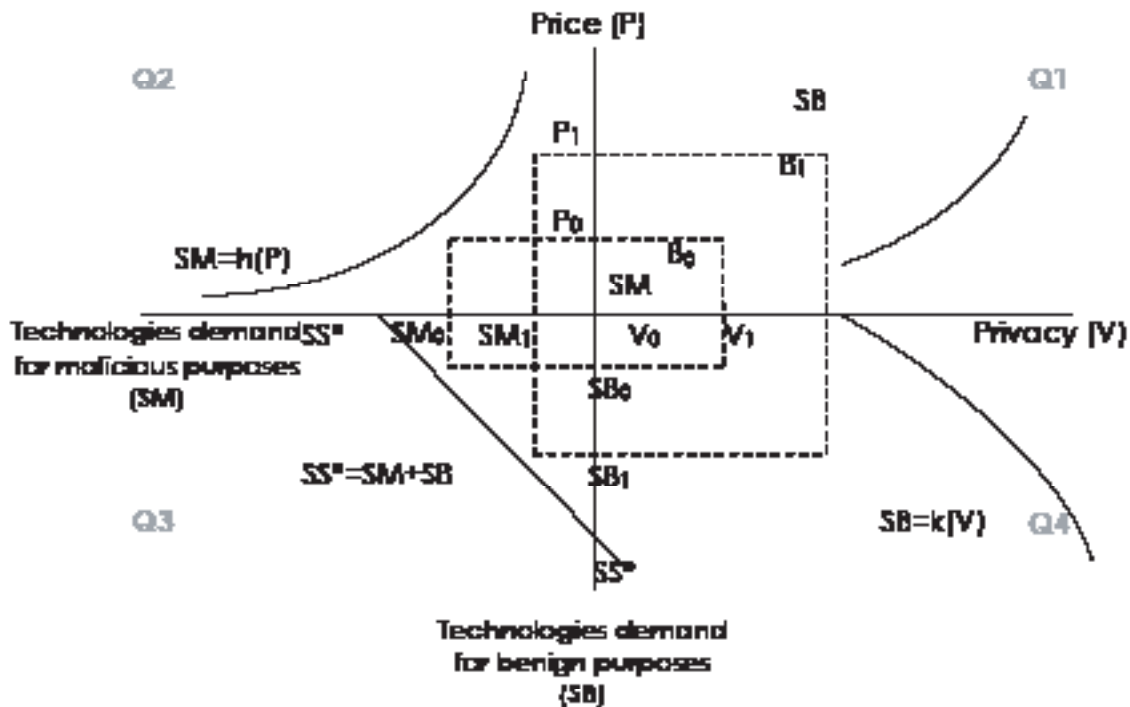 Price (P)
Q2
Q1
SB
P1
B1
P0
B0
SM=h(P)
SM
Technologies demand
for malicious purposes
(SM)
SS*
SM0
SM1
V0
V1
Privacy (V)
SB0
SS*=SM+SB
SB1
Q3
SB=k(V)
Q4
SS*
Technologies demand
for benign purposes
(SB)